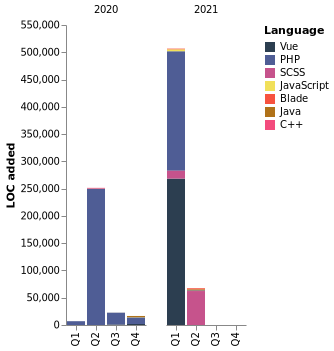 2020 2021
Language
Vue
PHP
SCSS
JavaScript
Blade
Java
C++
LOC added
550,000
500,000
450,000
400,000
350,000
300,000
250,000
200,000
150,000
100,000
50,000
0
Q1 Q2 Q3 Q4 Q1 Q2 Q3 Q4